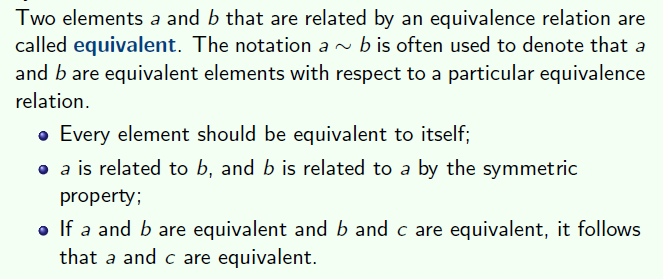 Two elements a and b that are related by an equivalence relation are
called equivalent. The notation a ∼ b is often used to denote that a
and b are equivalent elements with respect to a particular equivalence
relation.
Every element should be equivalent to itself;
a is related to b, and b is related to a by the symmetric
property;
If a and b are equivalent and b and c are equivalent, it follows
that a and c are equivalent.